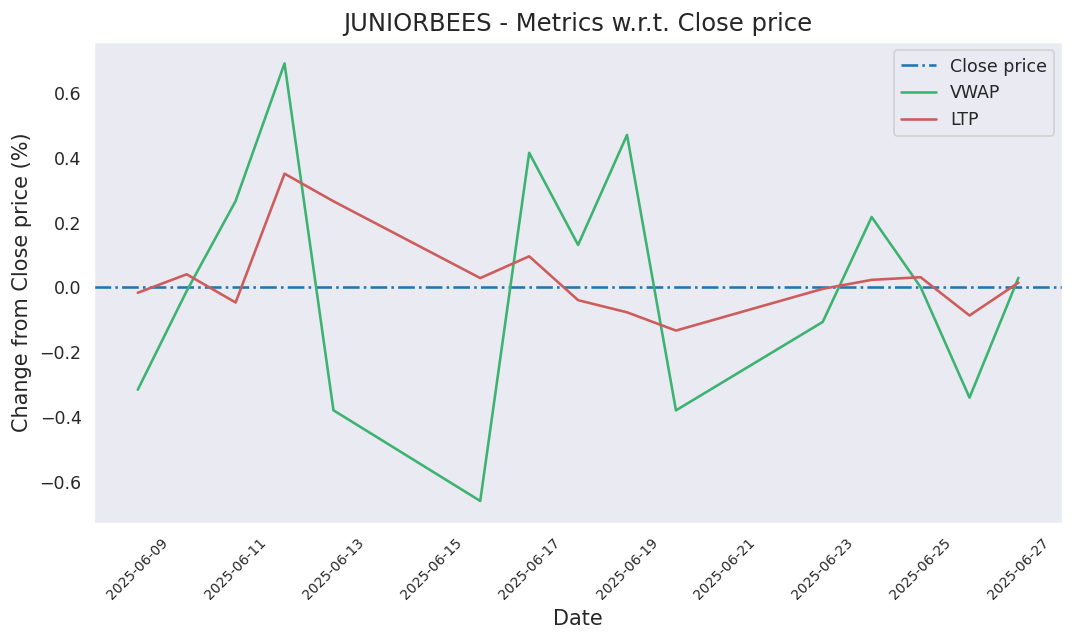 JUNIORBEES - Metrics w.r.t. Close price
Close price
VWAP
LTP
Change from Close price (%)
0.6
0.4
0.2
0.0
−0.2
−0.4
−0.6
2025-06-09
2025-06-11
2025-06-13
2025-06-15
2025-06-17
2025-06-19
2025-06-21
2025-06-23
2025-06-25
2025-06-27
Date